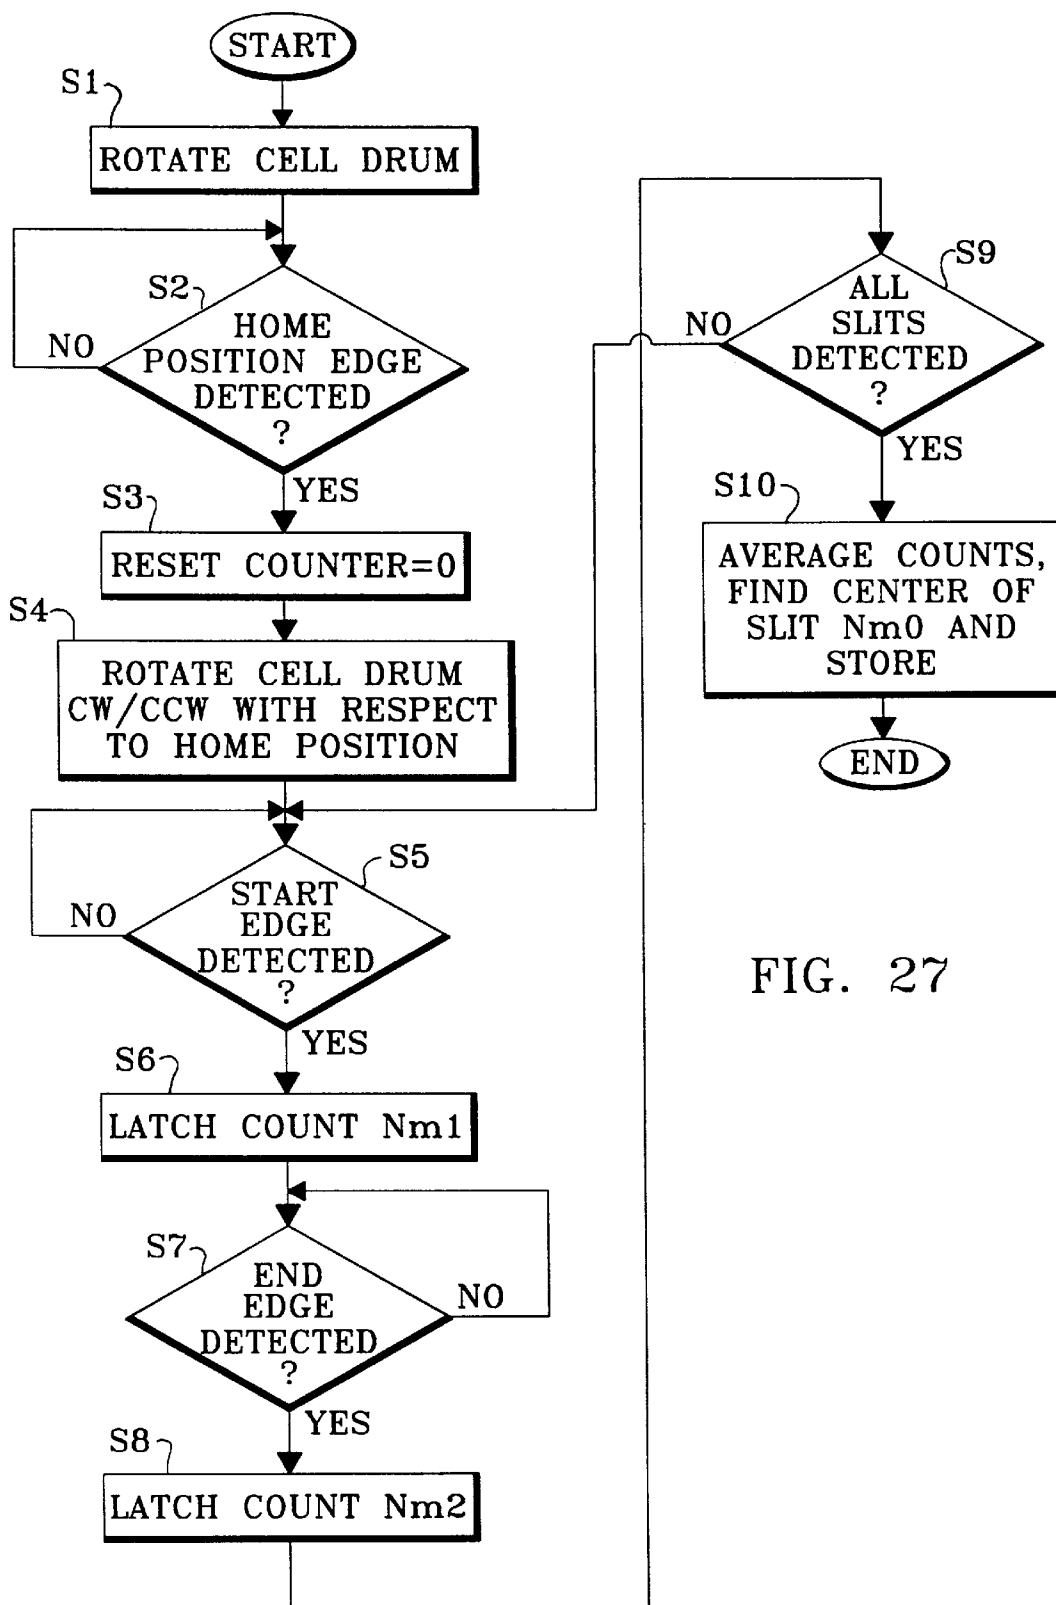 START
S1
ROTATE CELL DRUM
S2
HOME
POSITION EDGE
DETECTED
?
NO
YES
S3
RESET COUNTER=0
S4
ROTATE CELL DRUM
CW/CCW WITH RESPECT
TO HOME POSITION
S5
START
EDGE
DETECTED
?
NO
YES
S6
LATCH COUNT Nm1
S7
END
EDGE
DETECTED
?
NO
YES
S8
LATCH COUNT Nm2
S9
ALL
SLITS
DETECTED
?
NO
YES
S10
AVERAGE COUNTS,
FIND CENTER OF
SLIT Nm0 AND
STORE
END
FIG. 27